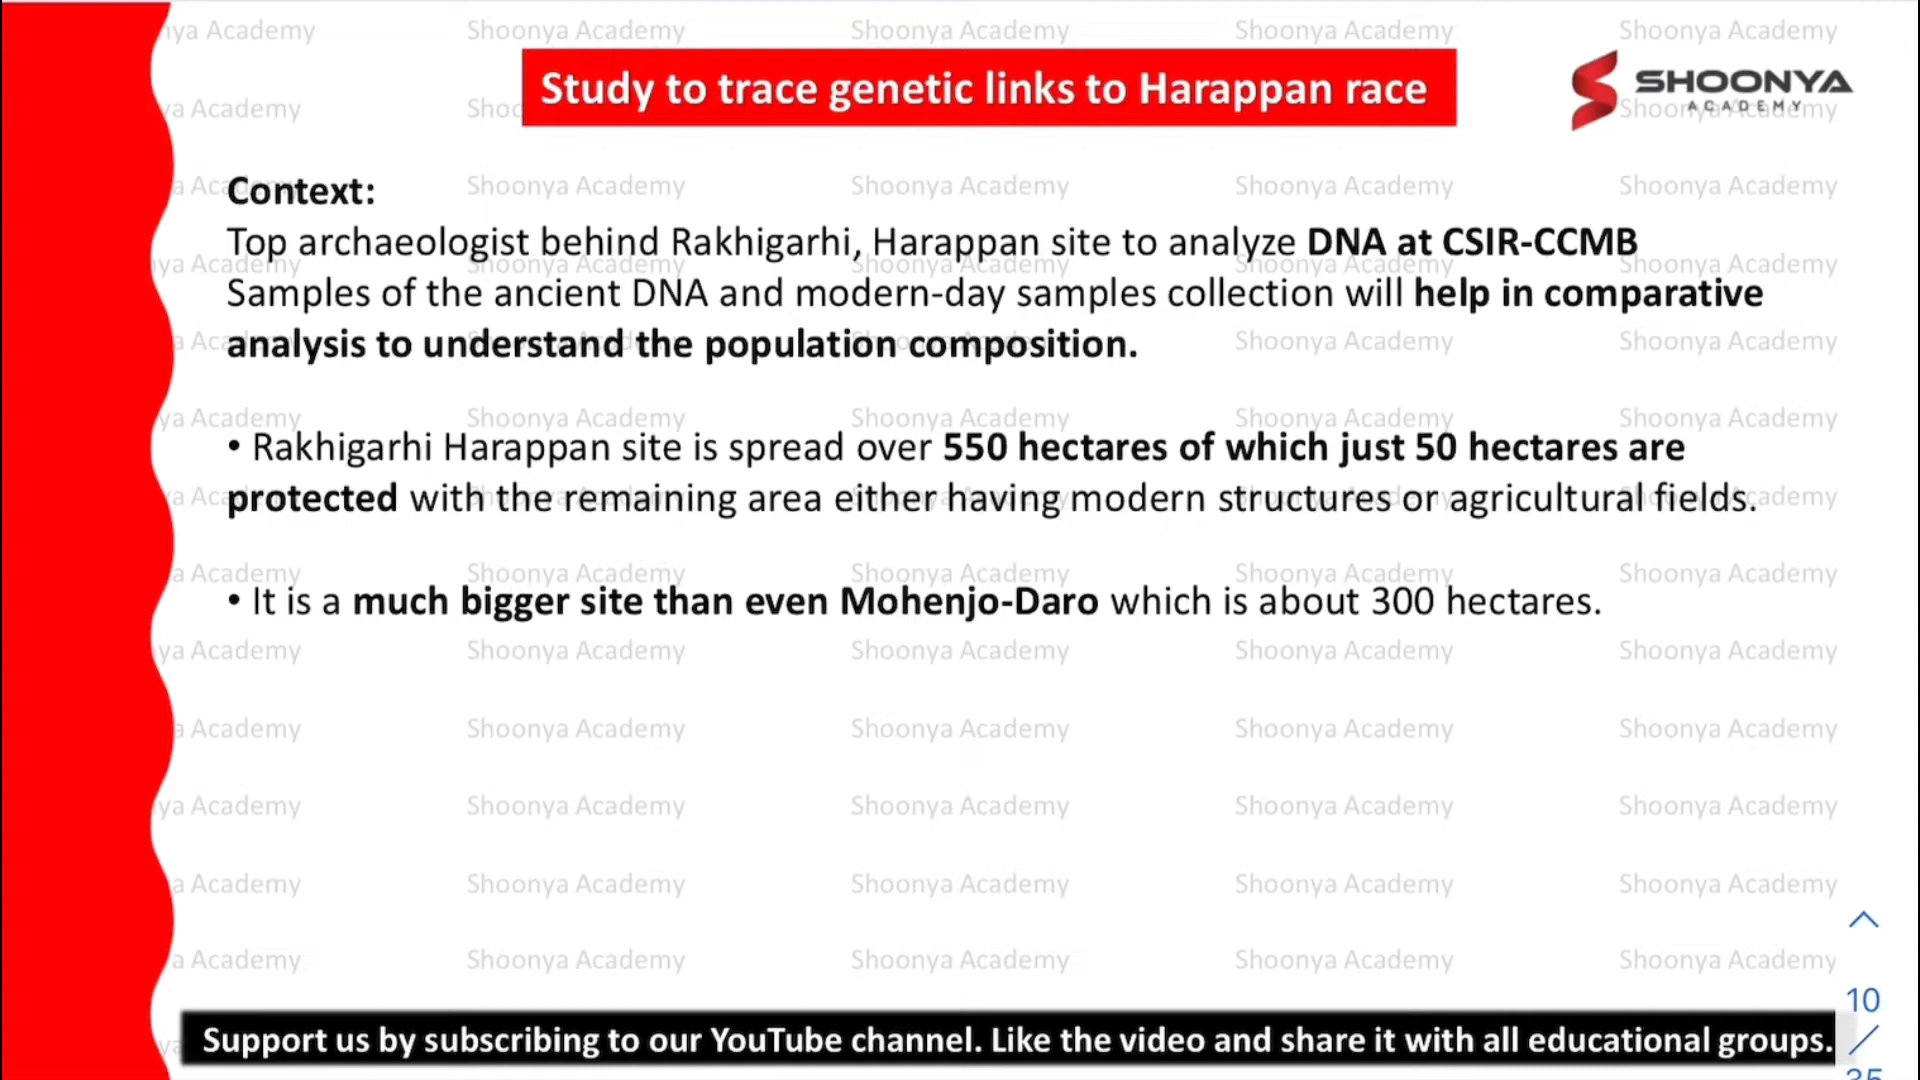 Study to trace genetic links to Harappan race
SHOONYA
ACADEMY
Context:
Top archaeologist behind Rakhigarhi, Harappan site to analyze DNA at CSIR-CCMB
Samples of the ancient DNA and modern-day samples collection will help in comparative
analysis to understand the population composition.
• Rakhigarhi Harappan site is spread over 550 hectares of which just 50 hectares are
protected with the remaining area either having modern structures or agricultural fields.
• It is a much bigger site than even Mohenjo-Daro which is about 300 hectares.
Shoonya Academy
Support us by subscribing to our YouTube channel. Like the video and share it with all educational groups.
10